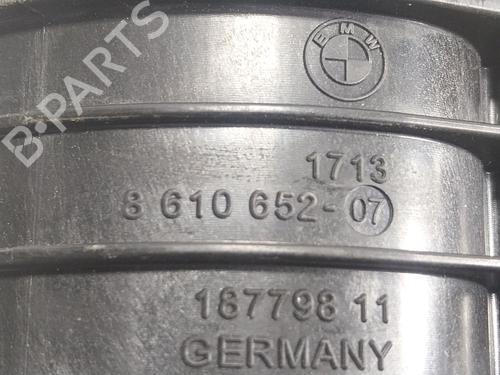 BMW
B-PARTS
1713
8 610 652-07
187798 11
GERMANY